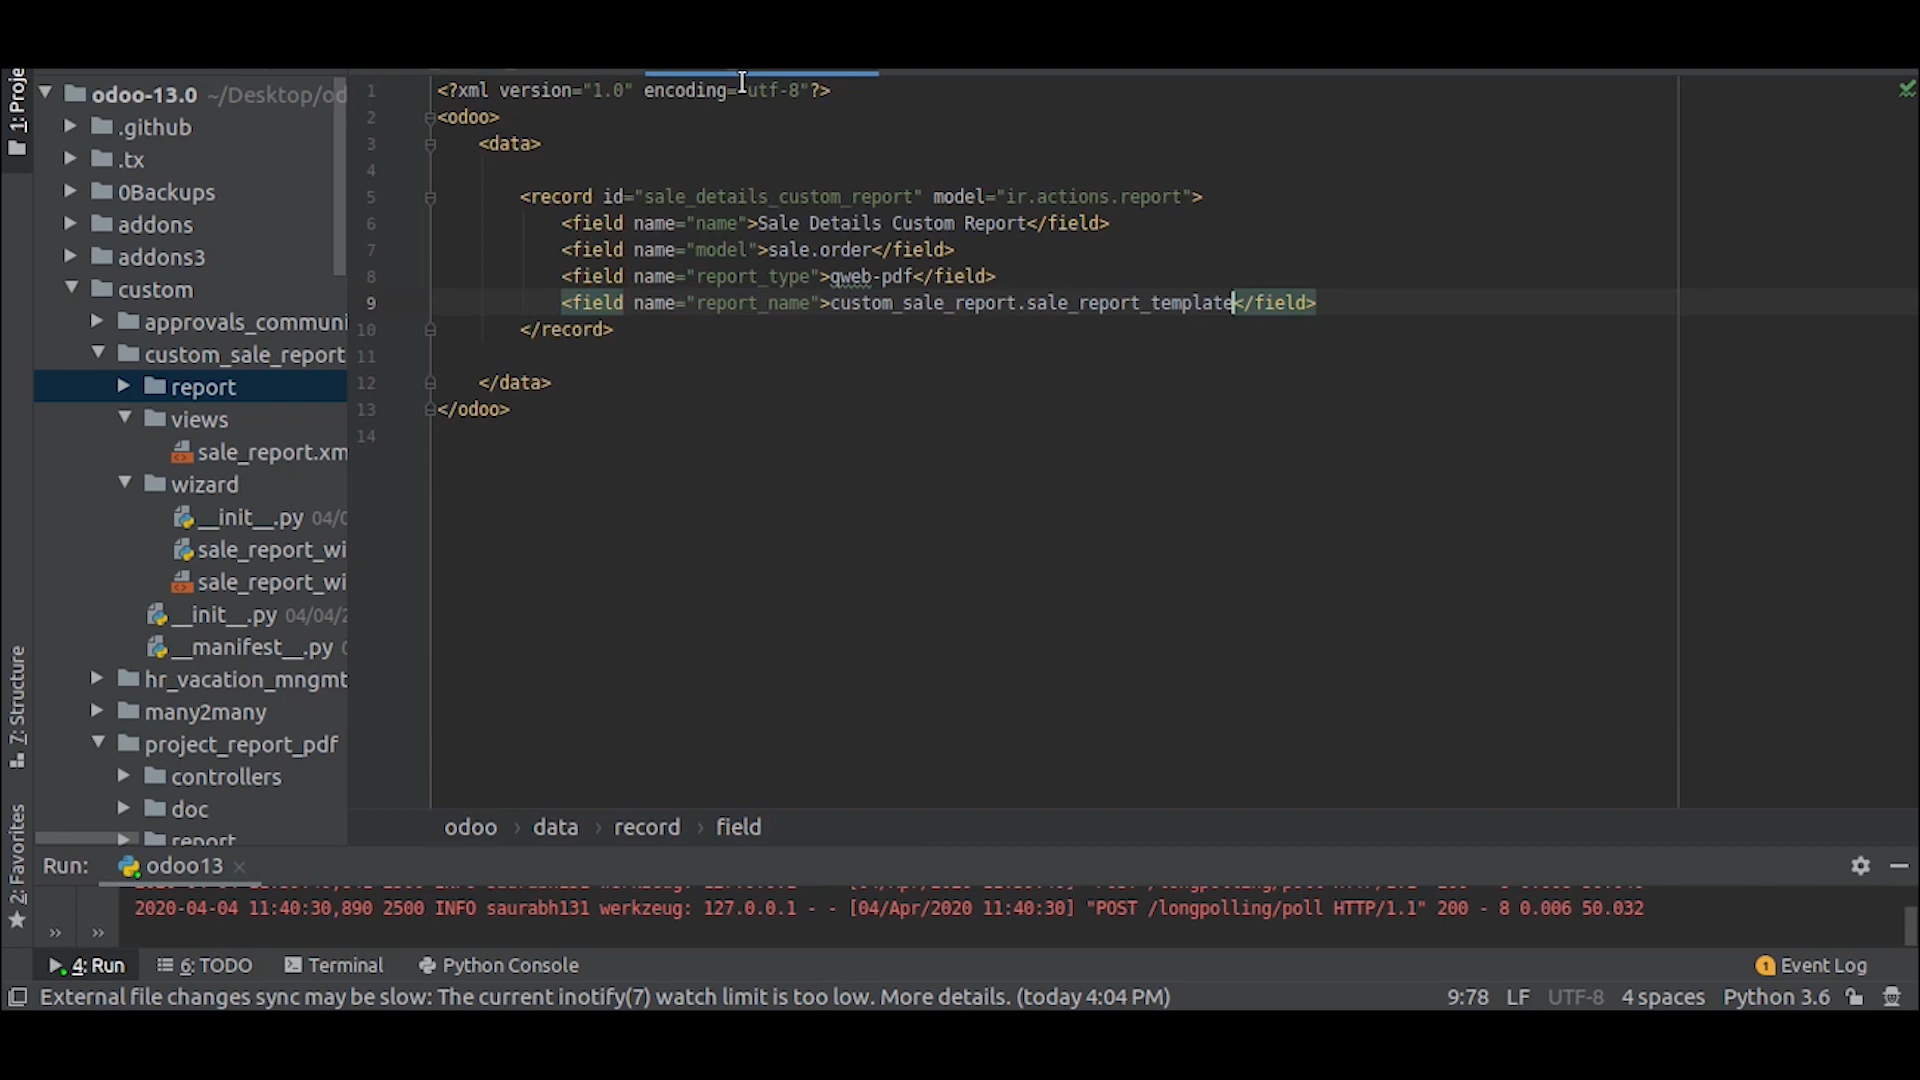 1: Proje
odoo-13.0 ~/Desktop/od
.github
.tx
0Backups
addons
addons3
custom
approvals_communi
custom_sale_report
report
views
sale_report.xm
wizard
__init__.py 04/0
sale_report_wi
sale_report_wi
__init__.py 04/04/2
__manifest__.py
hr_vacation_mngmt
many2many
project_report_pdf
controllers
doc
report
7: Structure
2: Favorites
1 <?xml version="1.0" encoding="utf-8"?>
2 <odoo>
3 <data>
4
5 <record id="sale_details_custom_report" model="ir.actions.report">
6 <field name="name">Sale Details Custom Report</field>
7 <field name="model">sale.order</field>
8 <field name="report_type">qweb-pdf</field>
9 <field name="report_name">custom_sale_report.sale_report_template</field>
10 </record>
11
12 </data>
13 </odoo>
14
odoo › data › record › field
Run: odoo13 ×
2020-04-04 11:40:30,890 2500 INFO saurabh131 werkzeug: 127.0.0.1 - - [04/Apr/2020 11:40:30] "POST /longpolling/poll HTTP/1.1" 200 - 8 0.006 50.032
» »
4: Run 6: TODO Terminal Python Console 1 Event Log
External file changes sync may be slow: The current inotify(7) watch limit is too low. More details. (today 4:04 PM) 9:78 LF UTF-8 4 spaces Python 3.6